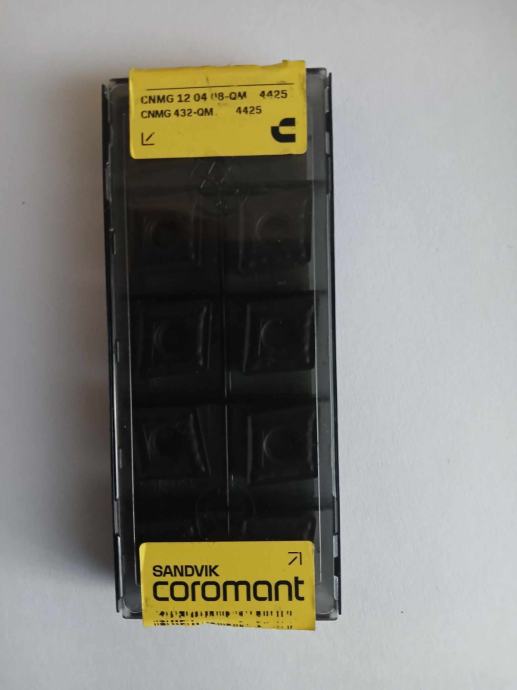 CNMG 12 04 08-QM 4425
CNMG 432-QM 4425
SANDVIK
coromant